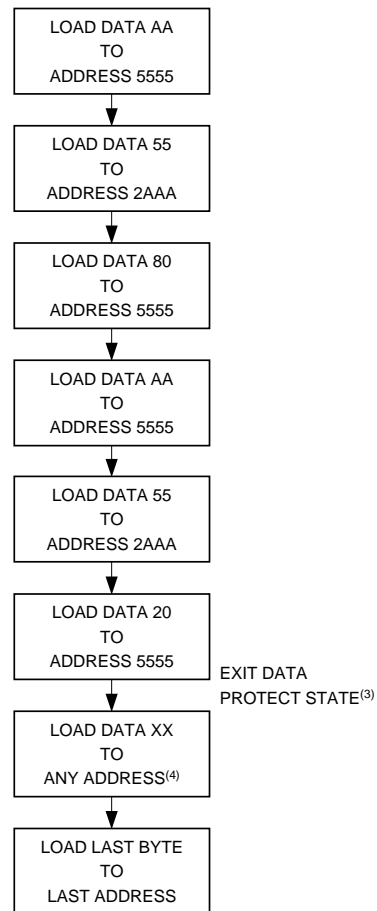 LOAD DATA AA
TO
ADDRESS 5555
LOAD DATA 55
TO
ADDRESS 2AAA
LOAD DATA 80
TO
ADDRESS 5555
LOAD DATA AA
TO
ADDRESS 5555
LOAD DATA 55
TO
ADDRESS 2AAA
LOAD DATA 20
TO
ADDRESS 5555
EXIT DATA
PROTECT STATE(3)
LOAD DATA XX
TO
ANY ADDRESS(4)
LOAD LAST BYTE
TO
LAST ADDRESS